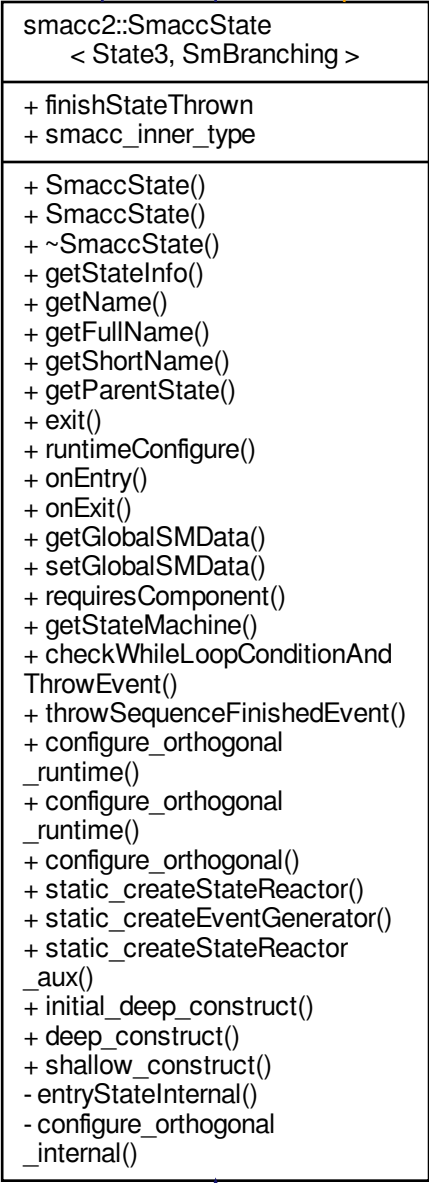 smacc2::SmaccState
< State3, SmBranching >
+ finishStateThrown
+ smacc_inner_type
+ SmaccState()
+ SmaccState()
+ ~SmaccState()
+ getStateInfo()
+ getName()
+ getFullName()
+ getShortName()
+ getParentState()
+ exit()
+ runtimeConfigure()
+ onEntry()
+ onExit()
+ getGlobalSMData()
+ setGlobalSMData()
+ requiresComponent()
+ getStateMachine()
+ checkWhileLoopConditionAnd
ThrowEvent()
+ throwSequenceFinishedEvent()
+ configure_orthogonal
_runtime()
+ configure_orthogonal
_runtime()
+ configure_orthogonal()
+ static_createStateReactor()
+ static_createEventGenerator()
+ static_createStateReactor
_aux()
+ initial_deep_construct()
+ deep_construct()
+ shallow_construct()
- entryStateInternal()
- configure_orthogonal
_internal()